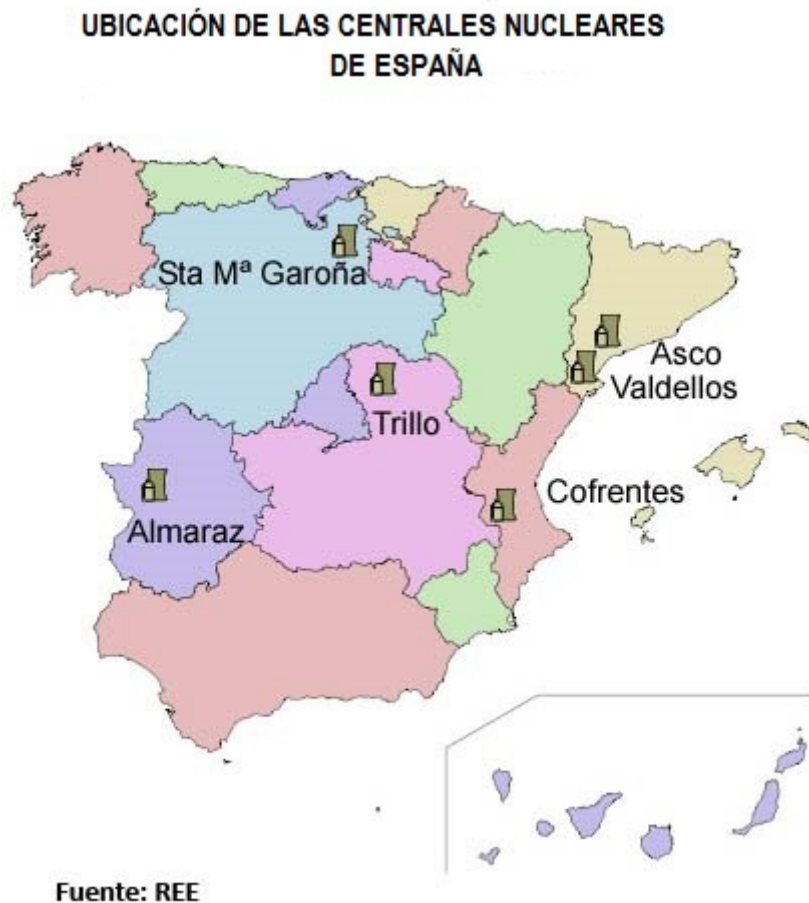 UBICACIÓN DE LAS CENTRALES NUCLEARES
DE ESPAÑA
Sta Mª Garoña
Asco
Valdellos
Trillo
Cofrentes
Almaraz
Fuente: REE